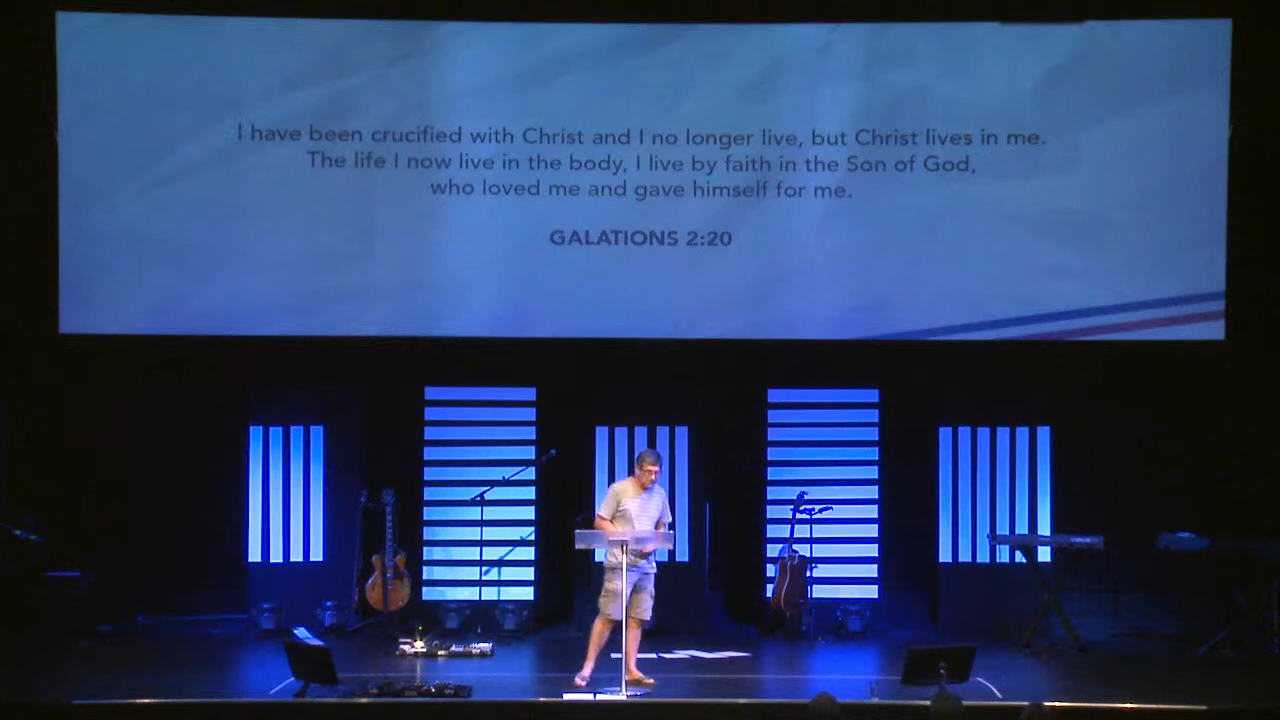 I have been crucified with Christ and I no longer live, but Christ lives in me.
The life I now live in the body, I live by faith in the Son of God,
who loved me and gave himself for me.
GALATIONS 2:20